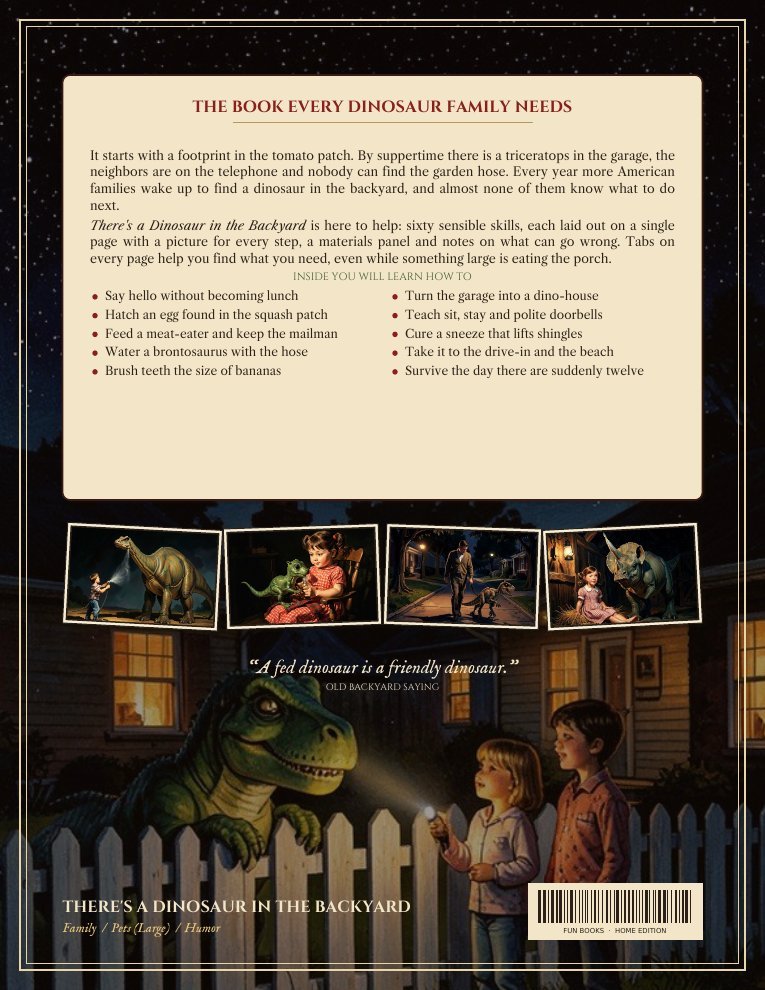 THE BOOK EVERY DINOSAUR FAMILY NEEDS
It starts with a footprint in the tomato patch. By suppertime there is a triceratops in the garage, the
neighbors are on the telephone and nobody can find the garden hose. Every year more American
families wake up to find a dinosaur in the backyard, and almost none of them know what to do
next.
There's a Dinosaur in the Backyard is here to help: sixty sensible skills, each laid out on a single
page with a picture for every step, a materials panel and notes on what can go wrong. Tabs on
every page help you find what you need, even while something large is eating the porch.
INSIDE YOU WILL LEARN HOW TO
• Say hello without becoming lunch
• Hatch an egg found in the squash patch
• Feed a meat-eater and keep the mailman
• Water a brontosaurus with the hose
• Brush teeth the size of bananas
• Turn the garage into a dino-house
• Teach sit, stay and polite doorbells
• Cure a sneeze that lifts shingles
• Take it to the drive-in and the beach
• Survive the day there are suddenly twelve
“A fed dinosaur is a friendly dinosaur.”
OLD BACKYARD SAYING
THERE'S A DINOSAUR IN THE BACKYARD
Family / Pets (Large) / Humor
FUN BOOKS · HOME EDITION